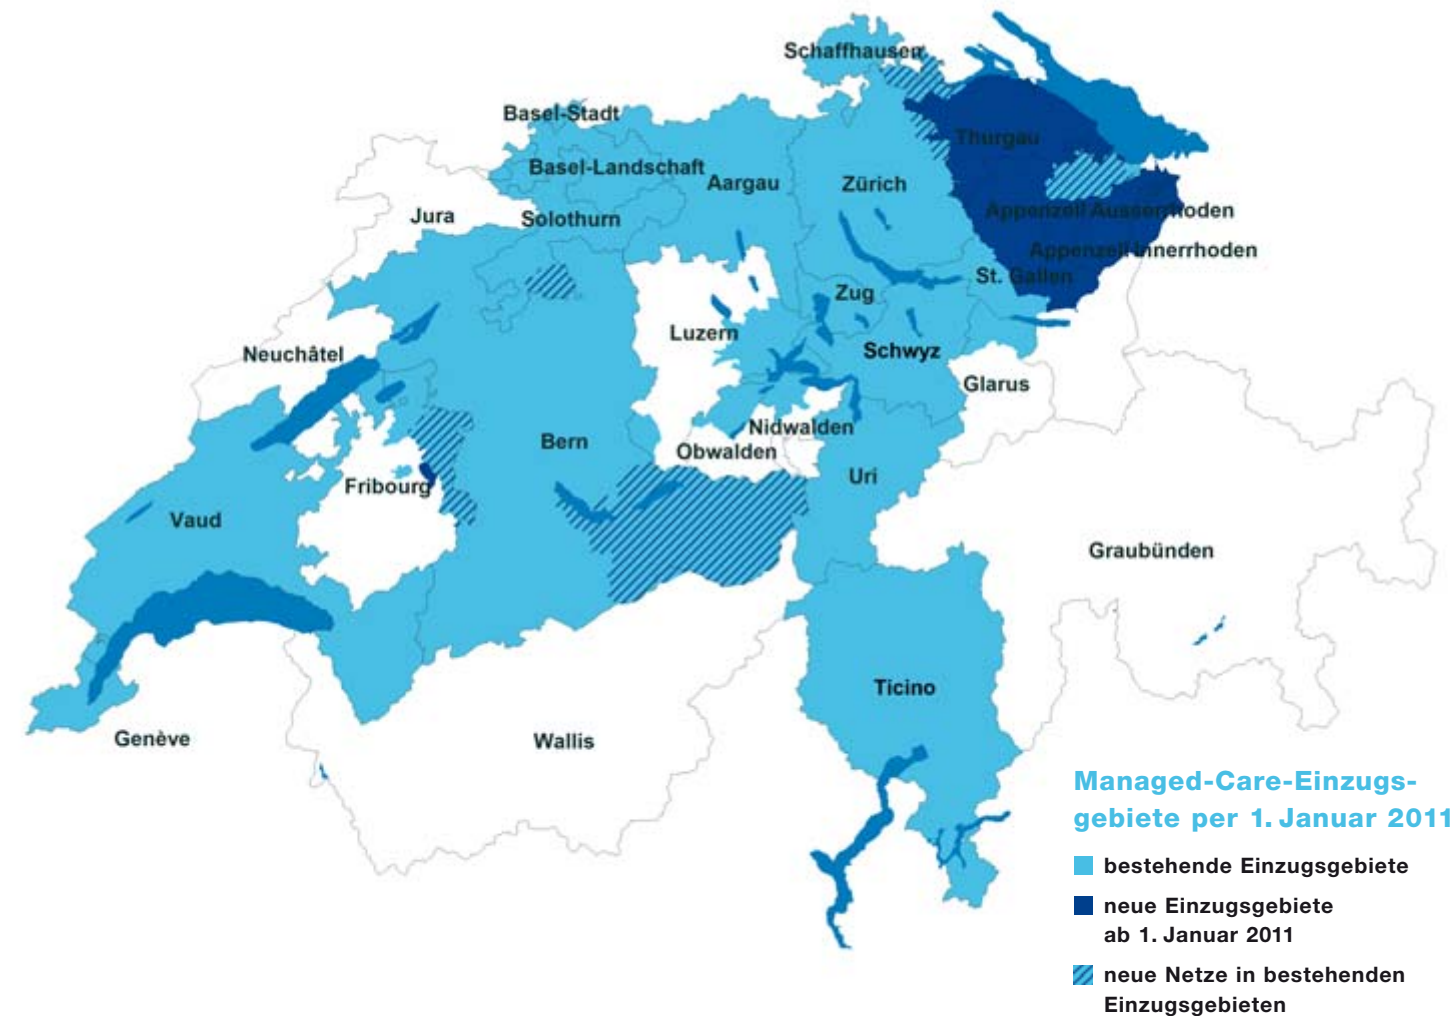 Schaffhausen
Basel-Stadt
Thurgau
Basel-Landschaft
Aargau
Zürich
Jura
Solothurn
Appenzell Ausserrhoden
Appenzell Innerrhoden
St. Gallen
Zug
Luzern
Schwyz
Neuchâtel
Glarus
Nidwalden
Bern
Obwalden
Uri
Fribourg
Vaud
Graubünden
Ticino
Genève
Wallis
Managed-Care-Einzugs-
gebiete per 1. Januar 2011
bestehende Einzugsgebiete
neue Einzugsgebiete
ab 1. Januar 2011
neue Netze in bestehenden
Einzugsgebieten